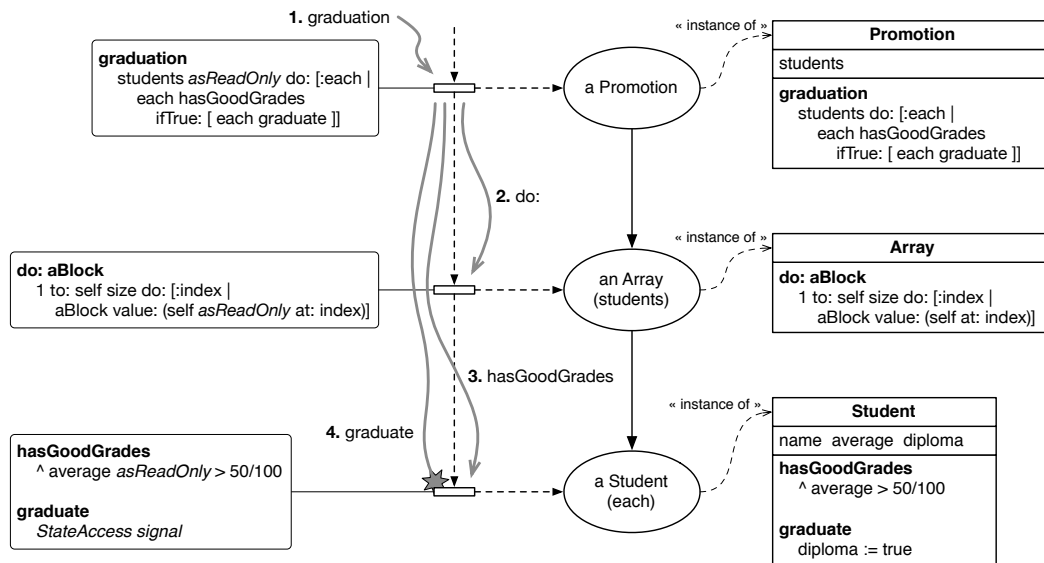 1. graduation
« instance of »
graduation
students asReadOnly do: [:each |
each hasGoodGrades
ifTrue: [ each graduate ]]
a Promotion
Promotion
students
graduation
students do: [:each |
each hasGoodGrades
ifTrue: [ each graduate ]]
2. do:
« instance of »
do: aBlock
1 to: self size do: [:index |
aBlock value: (self asReadOnly at: index)]
an Array
(students)
Array
do: aBlock
1 to: self size do: [:index |
aBlock value: (self at: index)]
3. hasGoodGrades
« instance of »
4. graduate
hasGoodGrades
^ average asReadOnly > 50/100
graduate
StateAccess signal
a Student
(each)
Student
name average diploma
hasGoodGrades
^ average > 50/100
graduate
diploma := true